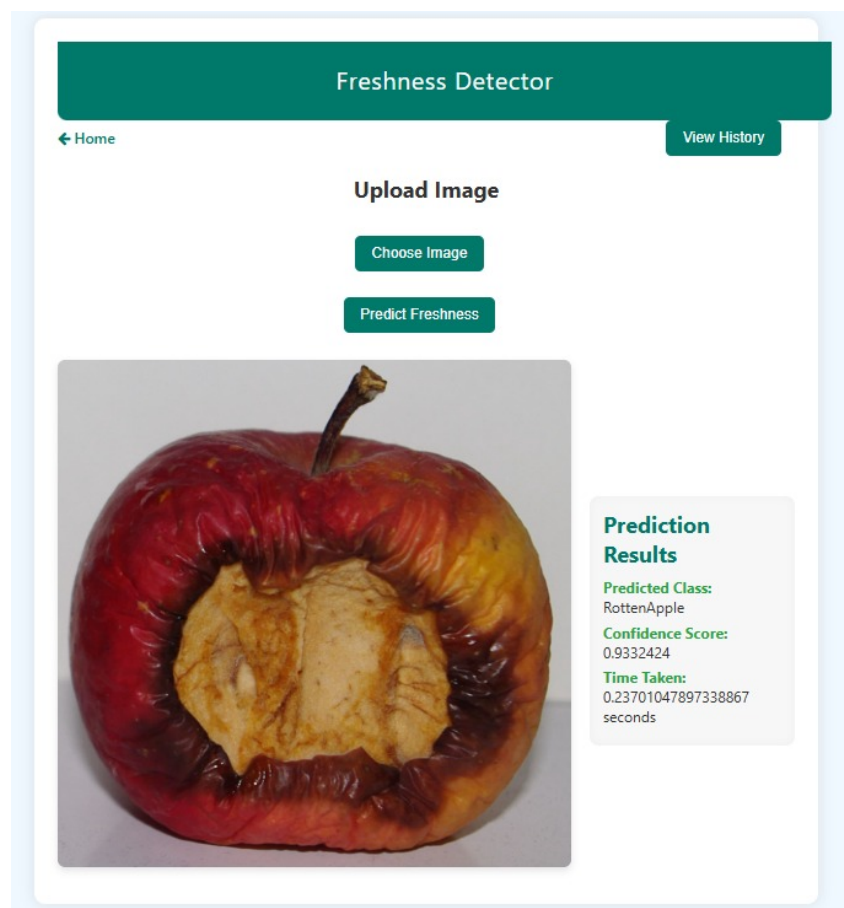 Freshness Detector
Home
View History
Upload Image
Choose Image
Predict Freshness
Prediction
Results
Predicted Class:
RottenApple
Confidence Score:
0.9332424
Time Taken:
0.23701047897338867
seconds